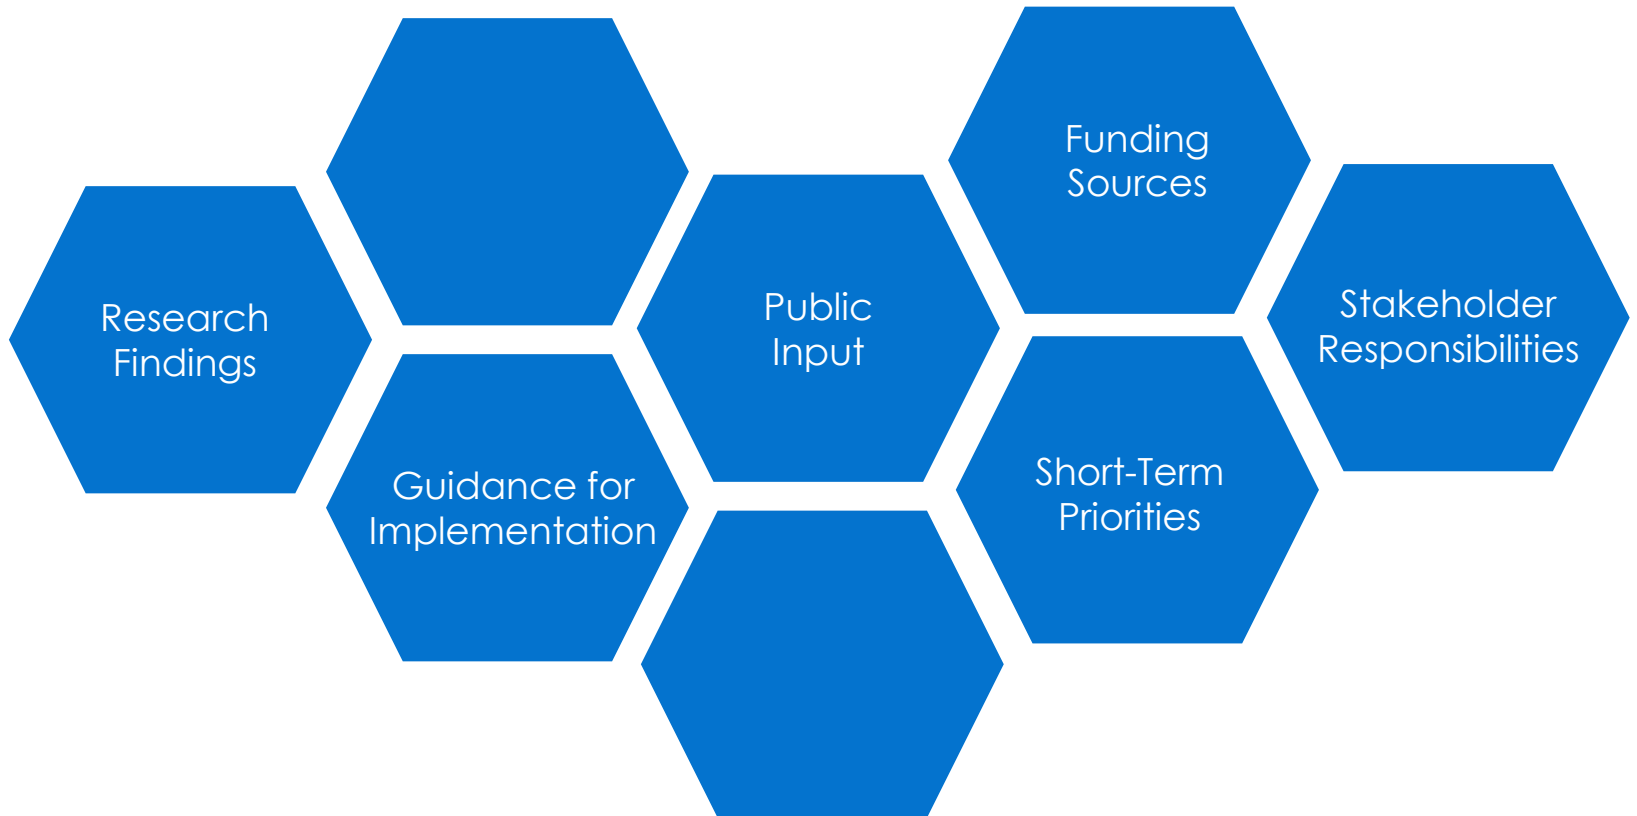 Research
Findings
Guidance for
Implementation
Public
Input
Funding
Sources
Short-Term
Priorities
Stakeholder
Responsibilities